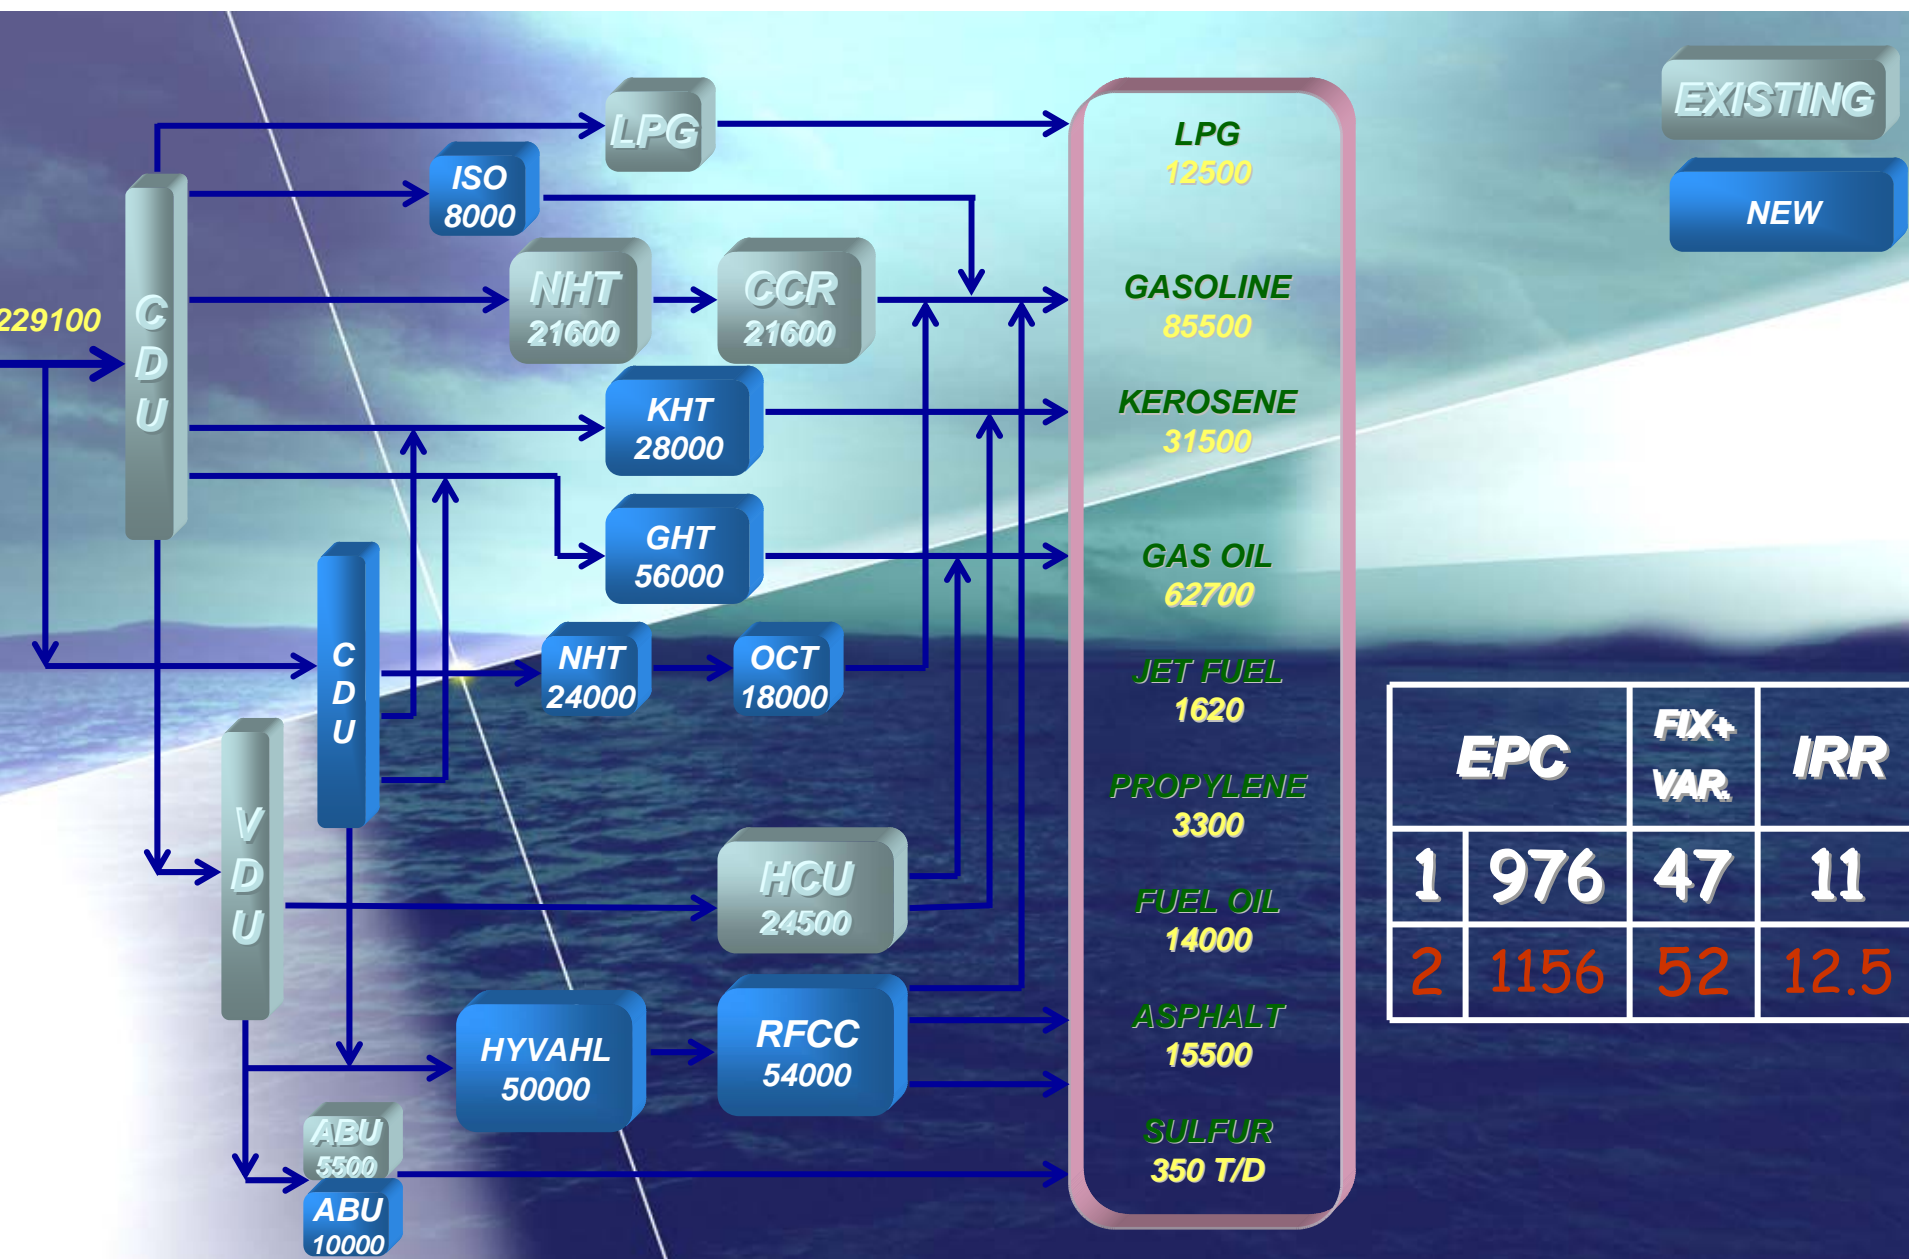 EXISTING
NEW
LPG
ISO
8000
NHT
21600
CCR
21600
229100
C
D
U
KHT
28000
GHT
56000
C
D
U
NHT
24000
OCT
18000
V
D
U
HCU
24500
HYVAHL
50000
RFCC
54000
ABU
5500
ABU
10000
LPG
12500
GASOLINE
85500
KEROSENE
31500
GAS OIL
62700
JET FUEL
1620
PROPYLENE
3300
FUEL OIL
14000
ASPHALT
15500
SULFUR
350 T/D
EPC FIX+ VAR. IRR
1 976 47 11
2 1156 52 12.5